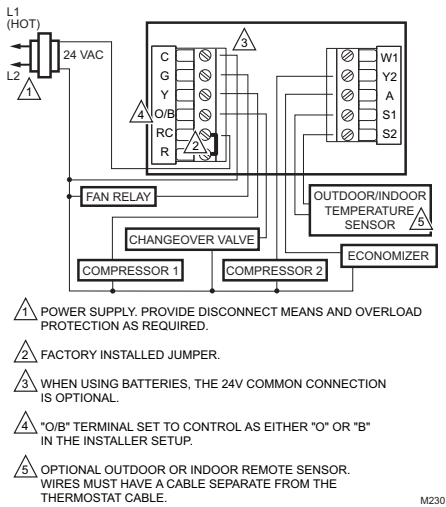 L1
(HOT)
24 VAC
L2
1
3
C
G
Y
4
O/B
RC
2
R
W1
Y2
A
S1
S2
FAN RELAY
OUTDOOR/INDOOR
TEMPERATURE
SENSOR
5
CHANGEOVER VALVE
ECONOMIZER
COMPRESSOR 1
COMPRESSOR 2
1 POWER SUPPLY. PROVIDE DISCONNECT MEANS AND OVERLOAD
PROTECTION AS REQUIRED.
2 FACTORY INSTALLED JUMPER.
3 WHEN USING BATTERIES, THE 24V COMMON CONNECTION
IS OPTIONAL.
4 "O/B" TERMINAL SET TO CONTROL AS EITHER "O" OR "B"
IN THE INSTALLER SETUP.
5 OPTIONAL OUTDOOR OR INDOOR REMOTE SENSOR.
WIRES MUST HAVE A CABLE SEPARATE FROM THE
THERMOSTAT CABLE.
M230